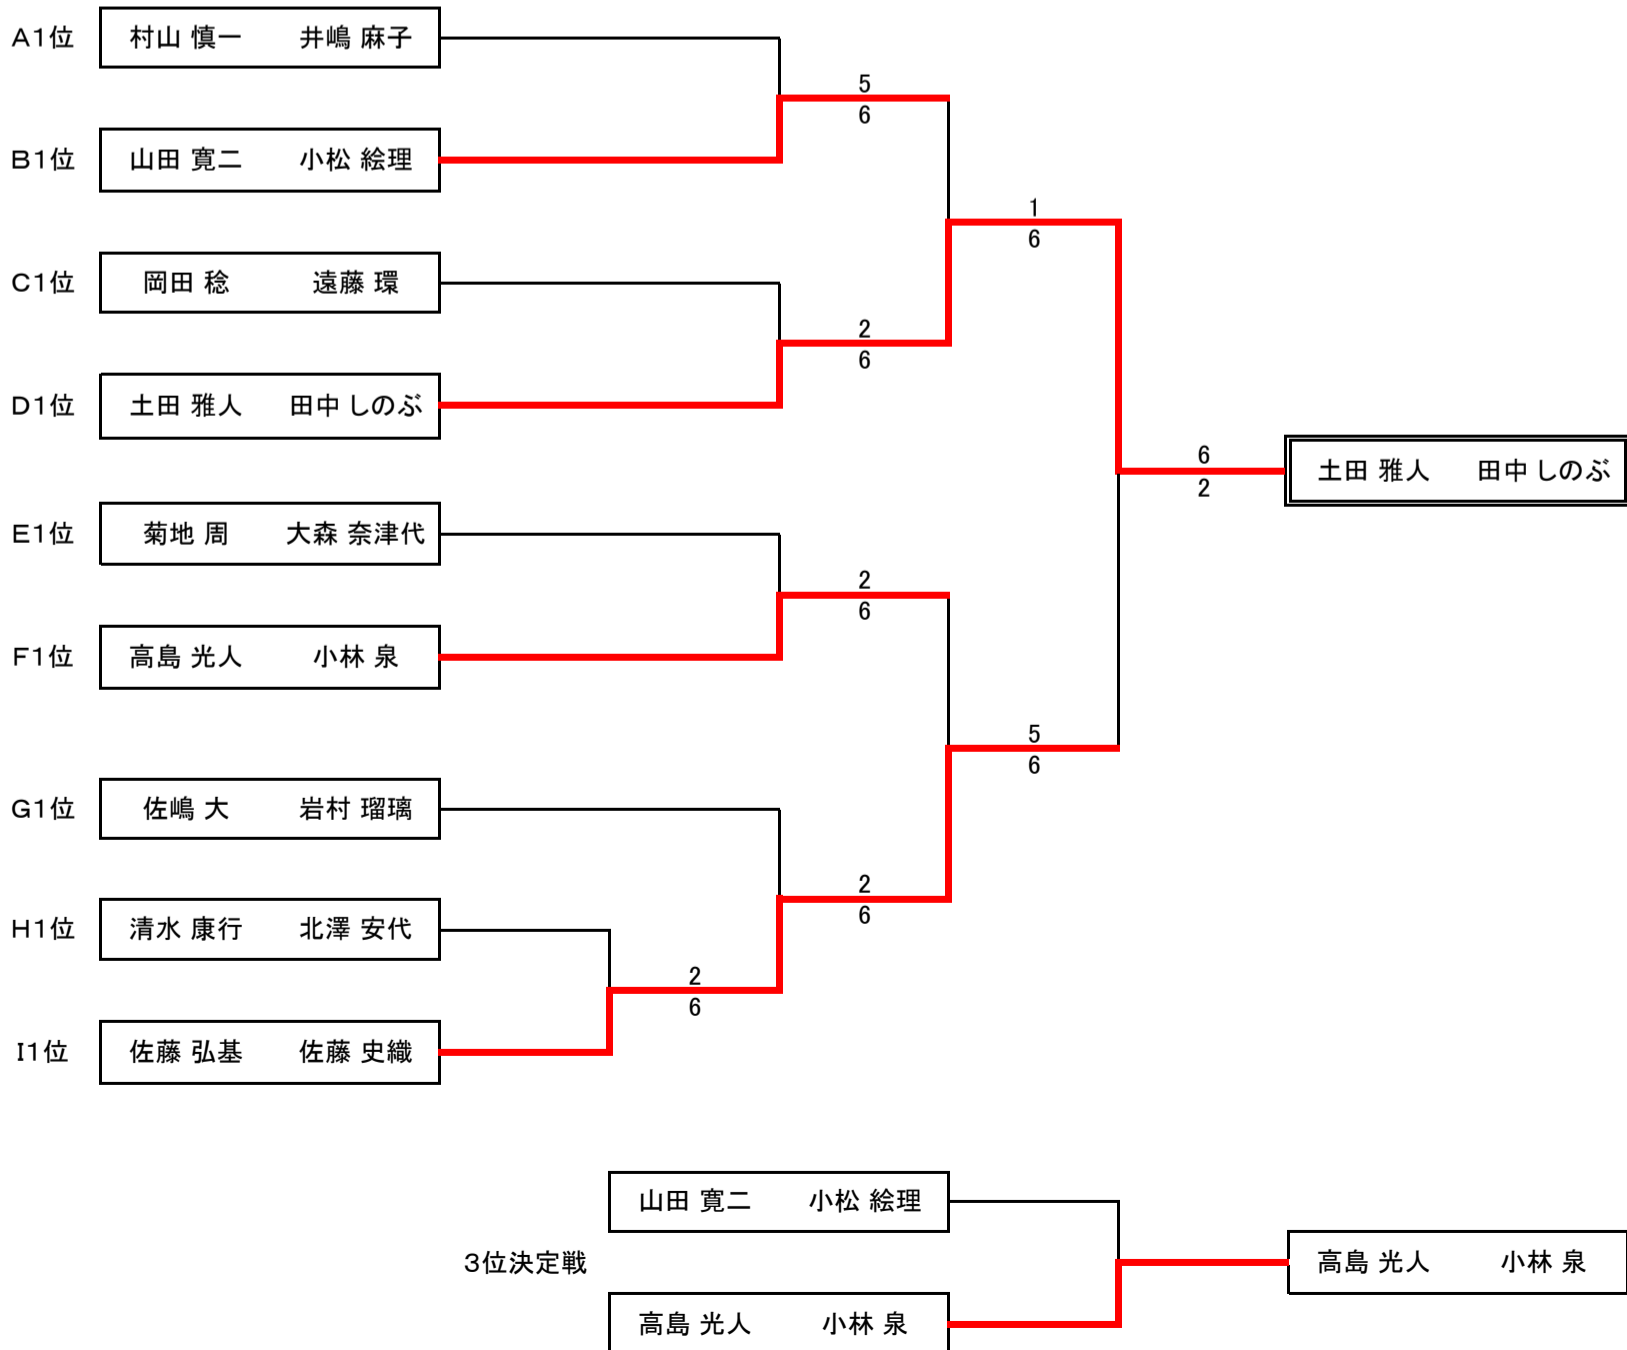 A1位 村山 慎一 井嶋 麻子
5
6
B1位 山田 寛二 小松 絵理
1
6
C1位 岡田 稔 遠藤 環
2
6
D1位 土田 雅人 田中 しのぶ
6
2
土田 雅人 田中 しのぶ
E1位 菊地 周 大森 奈津代
2
6
F1位 高島 光人 小林 泉
5
6
G1位 佐嶋 大 岩村 瑠璃
2
6
H1位 清水 康行 北澤 安代
2
6
I1位 佐藤 弘基 佐藤 史織
山田 寛二 小松 絵理
3位決定戦
高島 光人 小林 泉
高島 光人 小林 泉